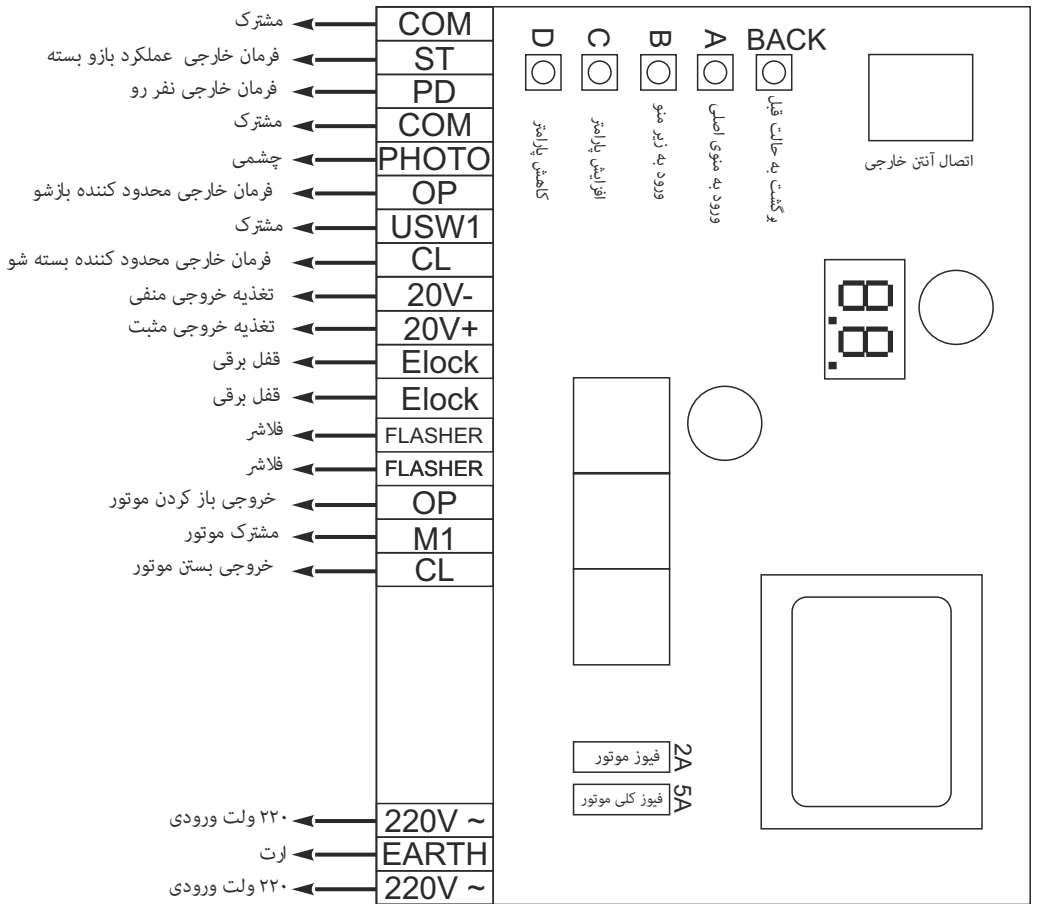 COM مشترک
ST فرمان خارجی عملکرد بازو بسته
PD فرمان خارجی نفر رو
COM مشترک
PHOTO چشمی
OP فرمان خارجی محدود کننده بازشو
USW1 مشترک
CL فرمان خارجی محدود کننده بسته شو
20V- تغذیه خروجی منفی
20V+ تغذیه خروجی مثبت
Elock قفل برقی
Elock قفل برقی
FLASHER فلاشر
FLASHER فلاشر
OP خروجی باز کردن موتور
M1 مشترک موتور
CL خروجی بستن موتور
220V ~ ۲۲۰ ولت ورودی
EARTH ارت
220V ~ ۲۲۰ ولت ورودی
BACK برگشت به حالت قبل
A ورود به منوی اصلی
B ورود به زیر منو
C افزایش پارامتر
D کاهش پارامتر
اتصال آنتن خارجی
8.8.
2A فیوز موتور
5A فیوز کلی موتور